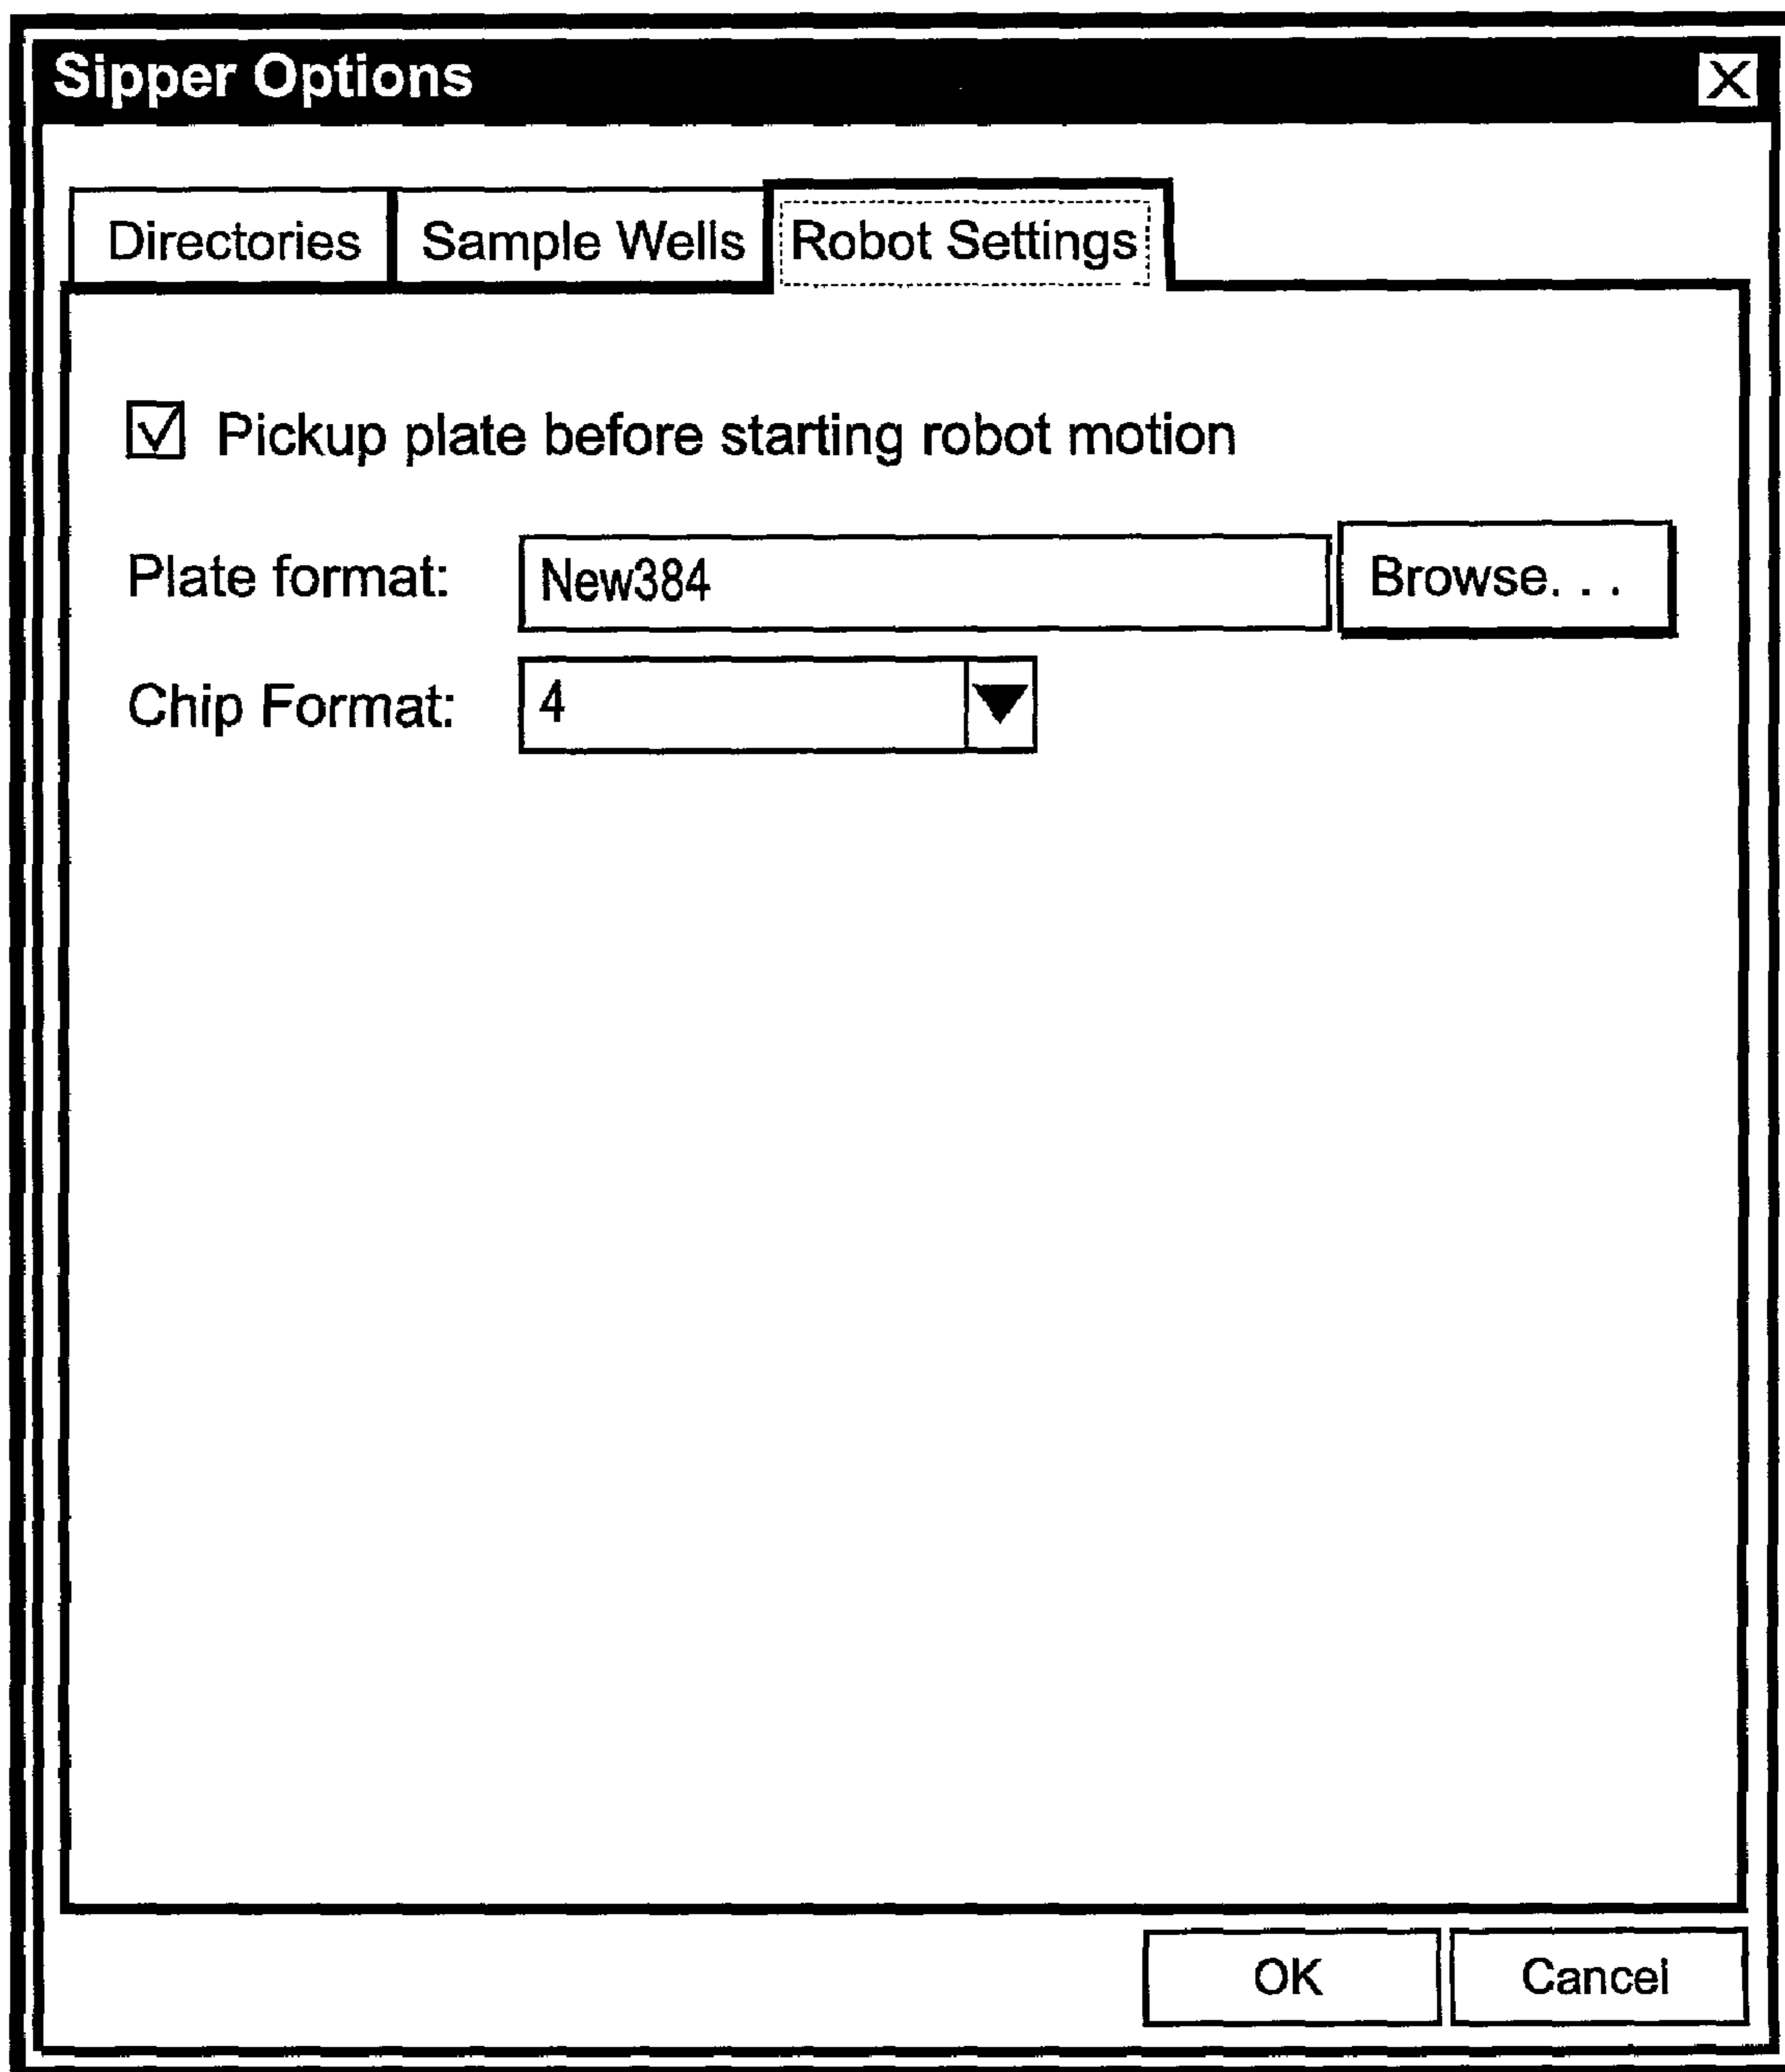 Sipper Options
Directories Sample Wells Robot Settings
Pickup plate before starting robot motion
Plate format: New384 Browse. . .
Chip Format: 4
OK Cancel